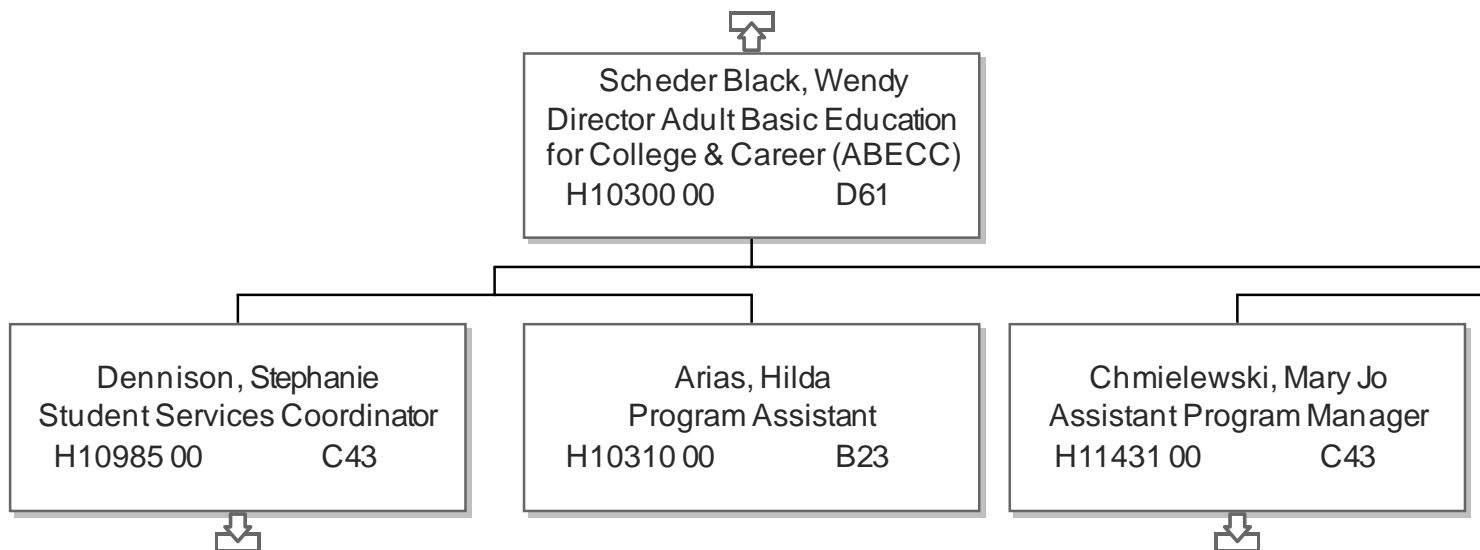 Scheder Black, Wendy
Director Adult Basic Education
for College & Career (ABECC)
H10300 00 D61
Dennison, Stephanie
Student Services Coordinator
H10985 00 C43
Arias, Hilda
Program Assistant
H10310 00 B23
Chmielewski, Mary Jo
Assistant Program Manager
H11431 00 C43